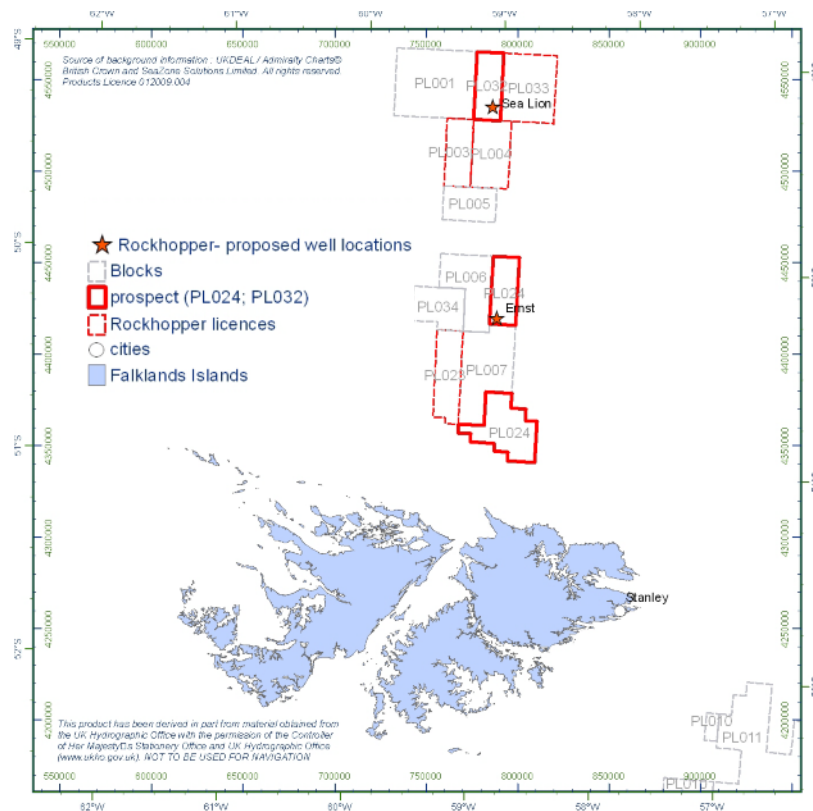 62°W 61°W 60°W 59°W 58°W 57°W
49°S
550000 600000 650000 700000 750000 800000 850000 900000
Source of background information : UKDEAL / Admiralty Charts©
British Crown and SeaZone Solutions Limited. All rights reserved
Products Licence 012009.004
4550000
PL001
PL032
PL033
Sea Lion
PL003
PL004
4500000
PL005
50°S
Rockhopper- proposed well locations
4450000
Blocks
PL006
PL024
prospect (PL024; PL032)
PL034
Ernst
Rockhopper licences
cities
4400000
PL023
PL007
Falklands Islands
PL024
51°S
4350000
4300000
Stanley
4250000
52°S
4200000
PL010
PL011
This product has been derived in part from material obtained from
the UK Hydrographic Office with the permission of the Controller
of Her Majesty□s Stationery Office and UK Hydrographic Office
(www.ukho.gov.uk). NOT TO BE USED FOR NAVIGATION
550000 600000 650000 700000 750000 800000 850000 900000
62°W 61°W 60°W 59°W 58°W 57°W